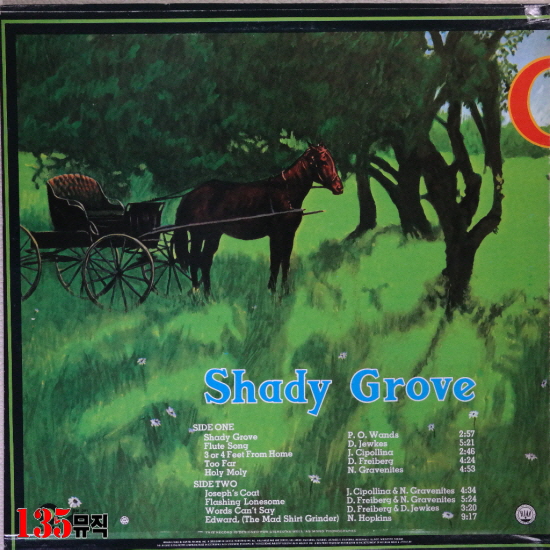 Shady Grove
SIDE ONE
Shady Grove P. O. Wands 2:57
Flute Song D. Jewkes 5:21
3 or 4 Feet From Home J. Cipollina 2:46
Too Far D. Freiberg 4:24
Holy Moly N. Gravenites 4:53
SIDE TWO
Joseph's Coat J. Cipollina & N. Gravenites 4:34
Flashing Lonesome D. Freiberg & N. Gravenites 5:24
Words Can't Say D. Freiberg & D. Jewkes 3:20
Edward, (The Mad Shirt Grinder) N. Hopkins 9:17
135뮤직